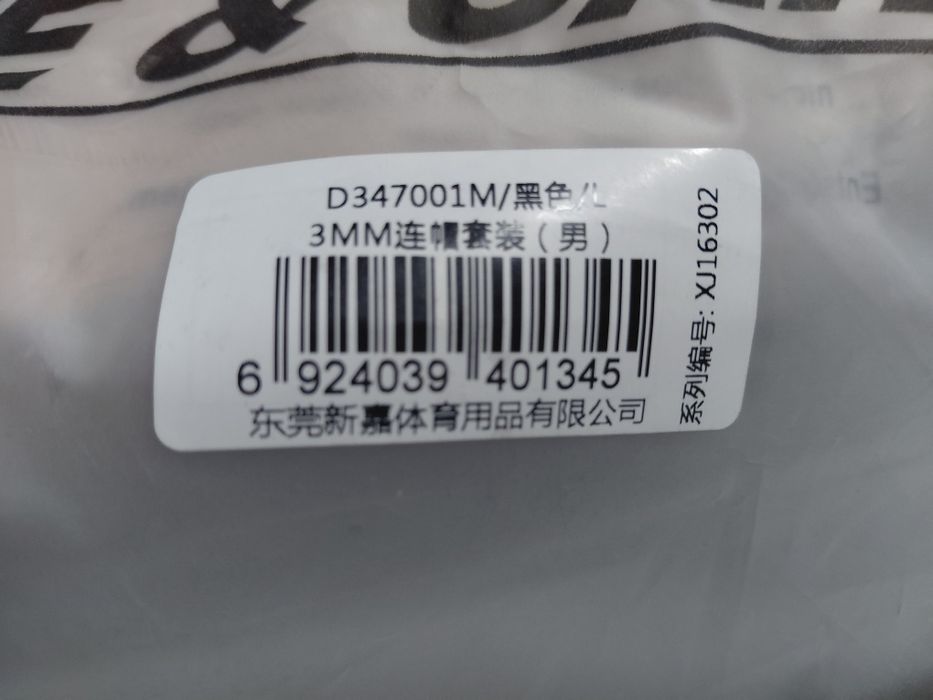 &
D347001M/黑色/L
3MM连帽套装（男）
6 924039 401345
东莞新嘉体育用品有限公司
系列编号: XJ16302